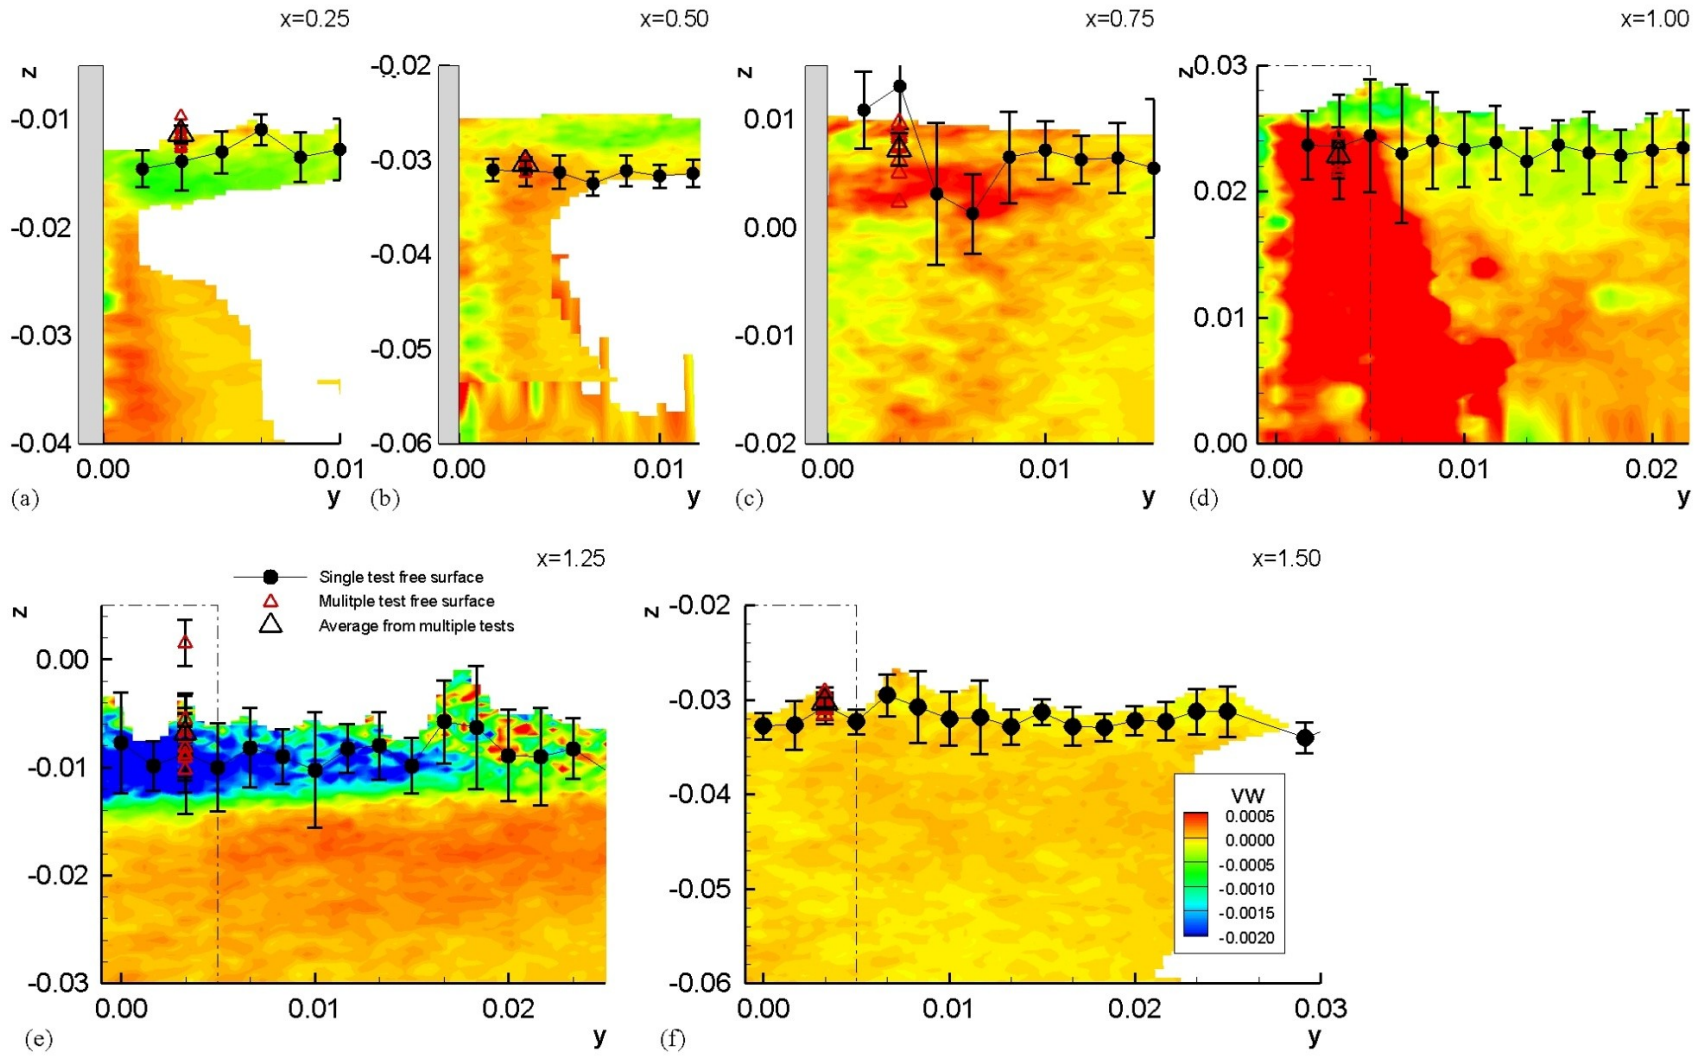 x=0.25
x=0.50
x=0.75
x=1.00
z
-0.01
-0.02
-0.03
-0.04
0.00
0.01
y
(a)
-0.02
-0.03
-0.04
-0.05
-0.06
0.00
0.01
y
(b)
z
0.01
0.00
-0.01
-0.02
0.00
0.01
y
(c)
z
0.03
0.02
0.01
0.00
0.00
0.01
0.02
y
(d)
x=1.25
Single test free surface
Mulitple test free surface
Average from multiple tests
z
0.00
-0.01
-0.02
-0.03
0.00
0.01
0.02
y
(e)
x=1.50
z
-0.02
-0.03
-0.04
-0.05
-0.06
0.00
0.01
0.02
0.03
y
(f)
VW
0.0005
0.0000
-0.0005
-0.0010
-0.0015
-0.0020